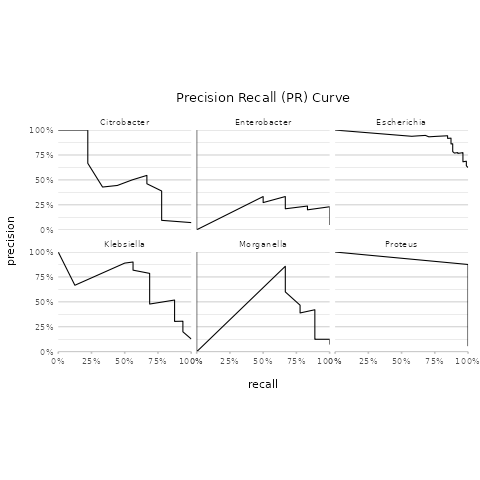 Precision Recall (PR) Curve
Citrobacter Enterobacter Escherichia
100%
75%
50%
25%
0%
Klebsiella Morganella Proteus
100%
75%
50%
25%
0%
0% 25% 50% 75% 100% 0% 25% 50% 75% 100% 0% 25% 50% 75% 100%
precision
recall